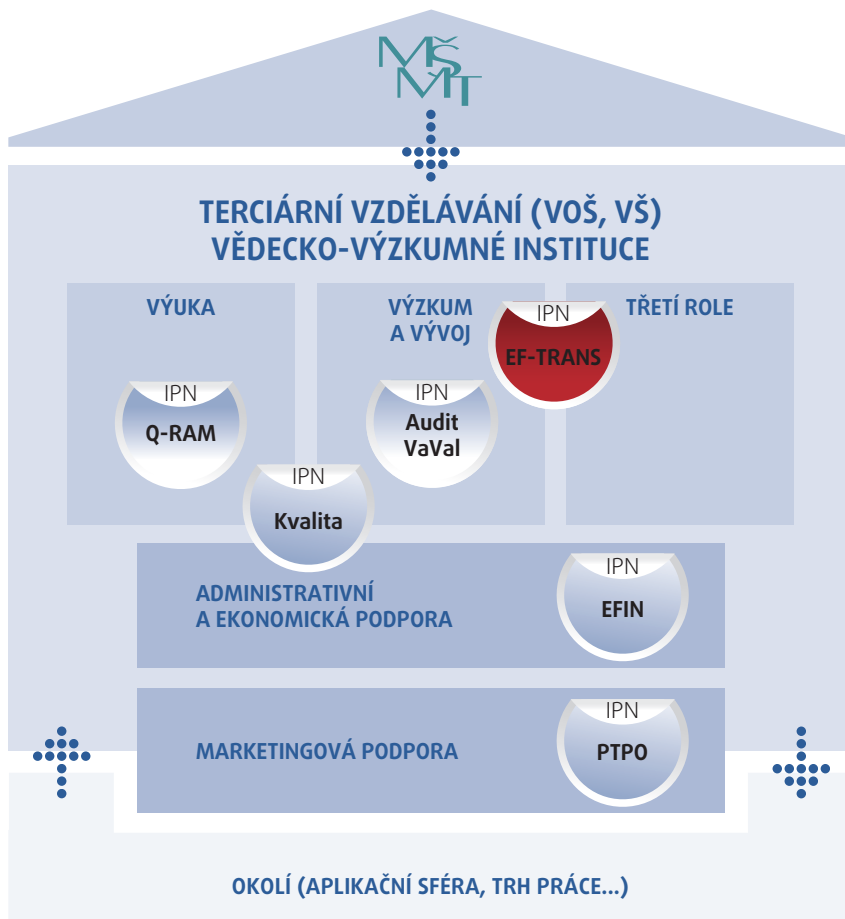 MŠ
MT
TERCIÁRNÍ VZDĚLÁVÁNÍ (VOŠ, VŠ)
VĚDECKO-VÝZKUMNÉ INSTITUCE
VÝUKA
VÝZKUM
A VÝVOJ
TŘETÍ ROLE
IPN
EF-TRANS
IPN
Q-RAM
IPN
Audit
VaVal
IPN
Kvalita
ADMINISTRATIVNÍ
A EKONOMICKÁ PODPORA
IPN
EFIN
MARKETINGOVÁ PODPORA
IPN
PTPO
OKOLÍ (APLIKAČNÍ SFÉRA, TRH PRÁCE...)